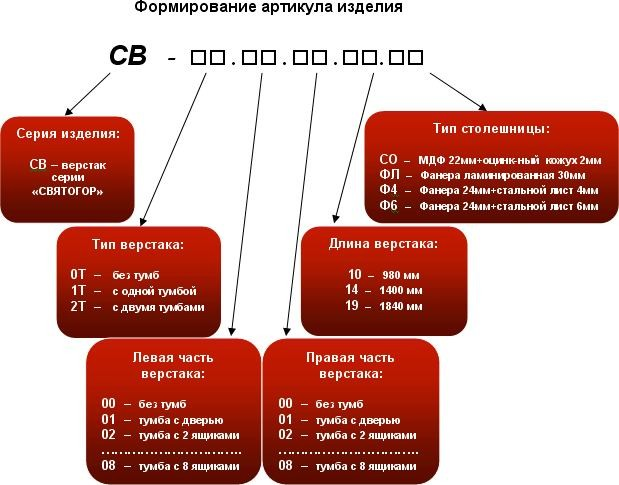 Формирование артикула изделия
СВ - □□.□□.□□.□□.□□
Серия изделия:
СВ – верстак
серии
«СВЯТОГОР»
Тип столешницы:
СО – МДФ 22мм+оцинк-ный кожух 2мм
ФЛ – Фанера ламинированная 30мм
Ф4 – Фанера 24мм+стальной лист 4мм
Ф6 – Фанера 24мм+стальной лист 6мм
Тип верстака:
0Т – без тумб
1Т – с одной тумбой
2Т – с двумя тумбами
Длина верстака:
10 – 980 мм
14 – 1400 мм
19 – 1840 мм
Левая часть
верстака:
00 – без тумб
01 – тумба с дверью
02 – тумба с 2 ящиками
……………………………………
08 – тумба с 8 ящиками
Правая часть
верстака:
00 – без тумб
01 – тумба с дверью
02 – тумба с 2 ящиками
……………………………………
08 – тумба с 8 ящиками